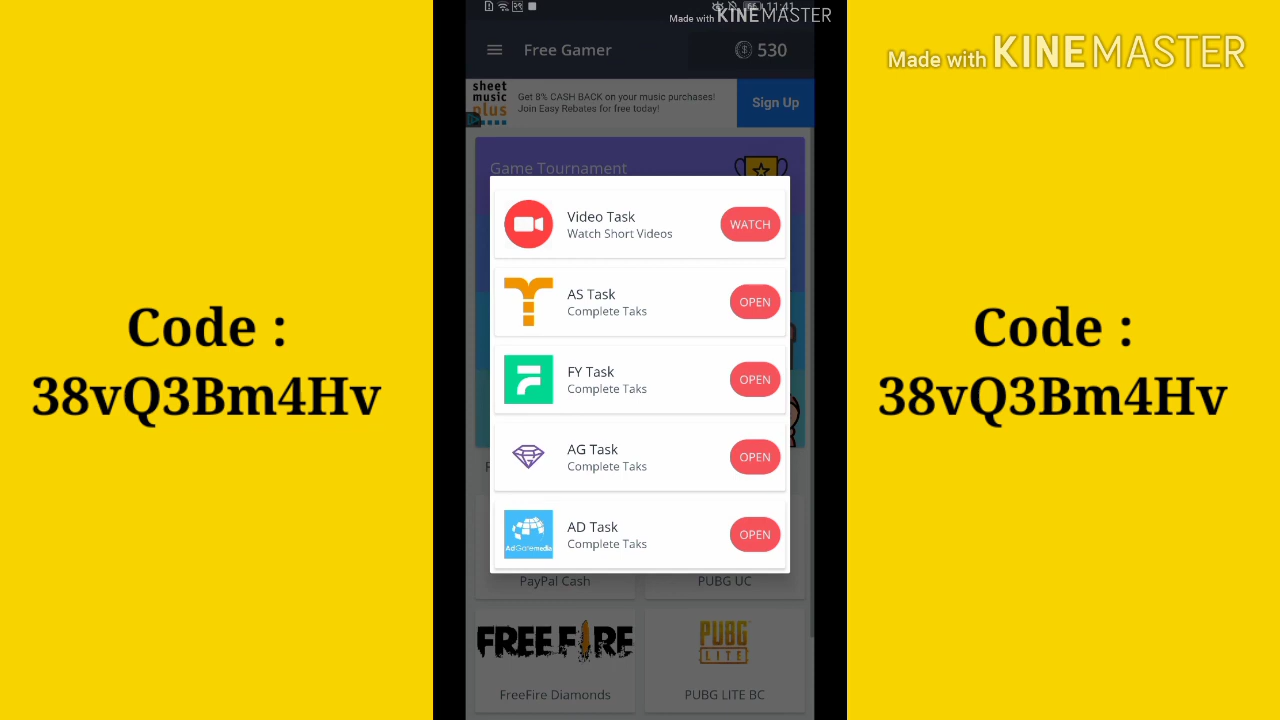 11:41
Made with KINEMASTER
Made with KINEMASTER
Free Gamer
530
sheet music plus
Get 8% CASH BACK on your music purchases!
Join Easy Rebates for free today!
Sign Up
Game Tournament
Video Task
Watch Short Videos
WATCH
AS Task
Complete Taks
OPEN
FY Task
Complete Taks
OPEN
AG Task
Complete Taks
OPEN
AD Task
Complete Taks
OPEN
AdGatemedia
Code :
38vQ3Bm4Hv
Code :
38vQ3Bm4Hv
PayPal Cash
PUBG UC
FREE FIRE
PUBG
LITE
FreeFire Diamonds
PUBG LITE BC